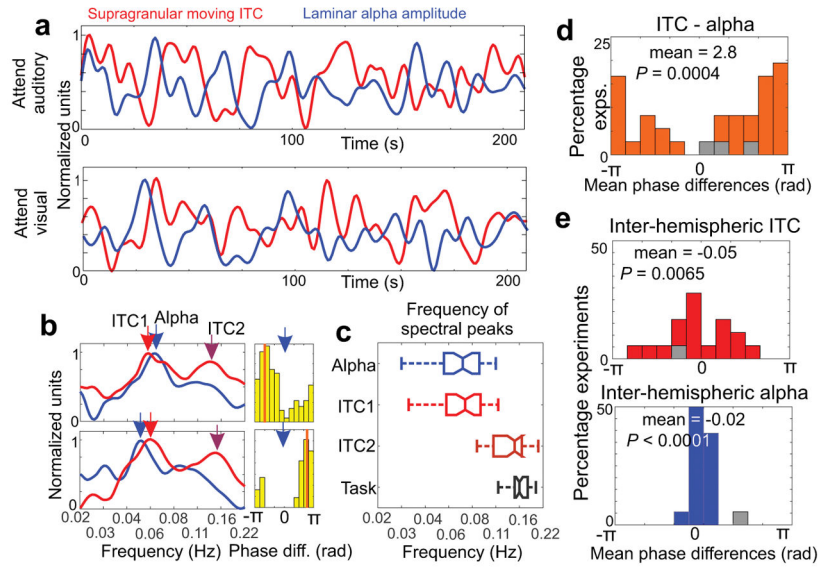 a
Supragranular moving ITC
Laminar alpha amplitude
Attend
auditory
Attend
visual
Normalized units
1
0
100
200
Time (s)
1
0
100
200
Time (s)
b
ITC1
Alpha
ITC2
Normalized units
1
0
1
0
0.02
0.04
0.08
0.16
0.03
0.06
0.11
0.22
Frequency (Hz)
-π
0
π
Phase diff. (rad)
c
Frequency of
spectral peaks
Alpha
ITC1
ITC2
Task
0.02
0.04
0.08
0.16
0.03
0.06
0.11
0.22
Frequency (Hz)
d
ITC - alpha
mean = 2.8
P = 0.0004
25
0
Percentage
exps.
-π
0
π
Mean phase differences (rad)
e
Inter-hemispheric ITC
mean = -0.05
P = 0.0065
50
0
-π
0
π
Percentage experiments
Inter-hemispheric alpha
mean = -0.02
P < 0.0001
50
0
-π
0
π
Mean phase differences (rad)